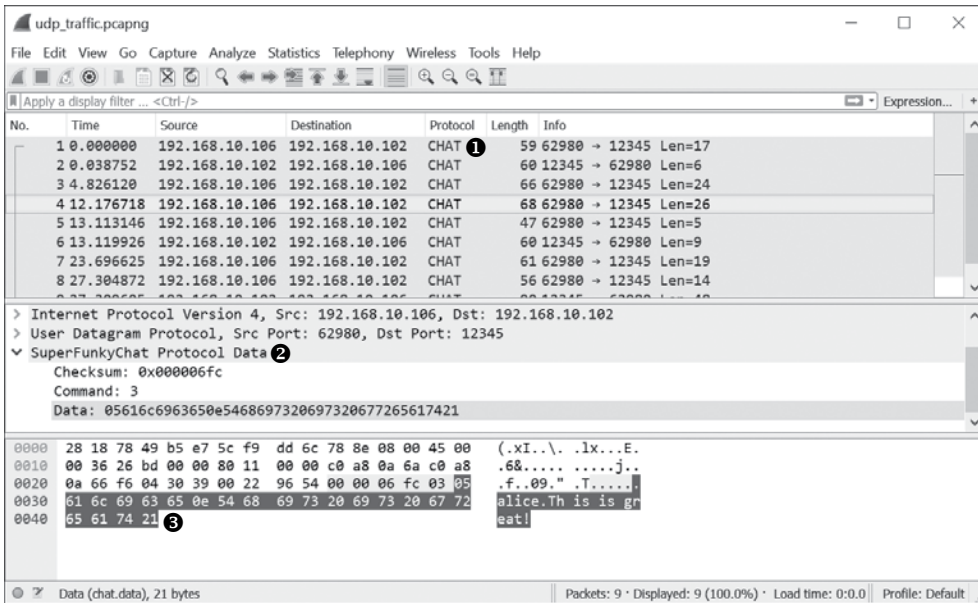 udp_traffic.pcapng
File Edit View Go Capture Analyze Statistics Telephony Wireless Tools Help
Apply a display filter ... <Ctrl-/> Expression... +
No. Time Source Destination Protocol Length Info
1 0.000000 192.168.10.106 192.168.10.102 CHAT ❶ 59 62980 → 12345 Len=17
2 0.038752 192.168.10.102 192.168.10.106 CHAT 60 12345 → 62980 Len=6
3 4.826120 192.168.10.106 192.168.10.102 CHAT 66 62980 → 12345 Len=24
4 12.176718 192.168.10.106 192.168.10.102 CHAT 68 62980 → 12345 Len=26
5 13.113146 192.168.10.106 192.168.10.102 CHAT 47 62980 → 12345 Len=5
6 13.119926 192.168.10.102 192.168.10.106 CHAT 60 12345 → 62980 Len=9
7 23.696625 192.168.10.106 192.168.10.102 CHAT 61 62980 → 12345 Len=19
8 27.304872 192.168.10.106 192.168.10.102 CHAT 56 62980 → 12345 Len=14
> Internet Protocol Version 4, Src: 192.168.10.106, Dst: 192.168.10.102
> User Datagram Protocol, Src Port: 62980, Dst Port: 12345
SuperFunkyChat Protocol Data ❷
Checksum: 0x000006fc
Command: 3
Data: 05616c6963650e54686973206973206772656174​21
0000 28 18 78 49 b5 e7 5c f9 dd 6c 78 8e 08 00 45 00 (.xI..\. .lx...E.
0010 00 36 26 bd 00 00 80 11 00 00 c0 a8 0a 6a c0 a8 .6&..... .....j..
0020 0a 66 f6 04 30 39 00 22 96 54 00 00 06 fc 03 05 .f..09." .T......
0030 61 6c 69 63 65 0e 54 68 69 73 20 69 73 20 67 72 alice.Th is is gr
0040 65 61 74 21 ❸ eat!
Data (chat.data), 21 bytes Packets: 9 · Displayed: 9 (100.0%) · Load time: 0:0.0 Profile: Default